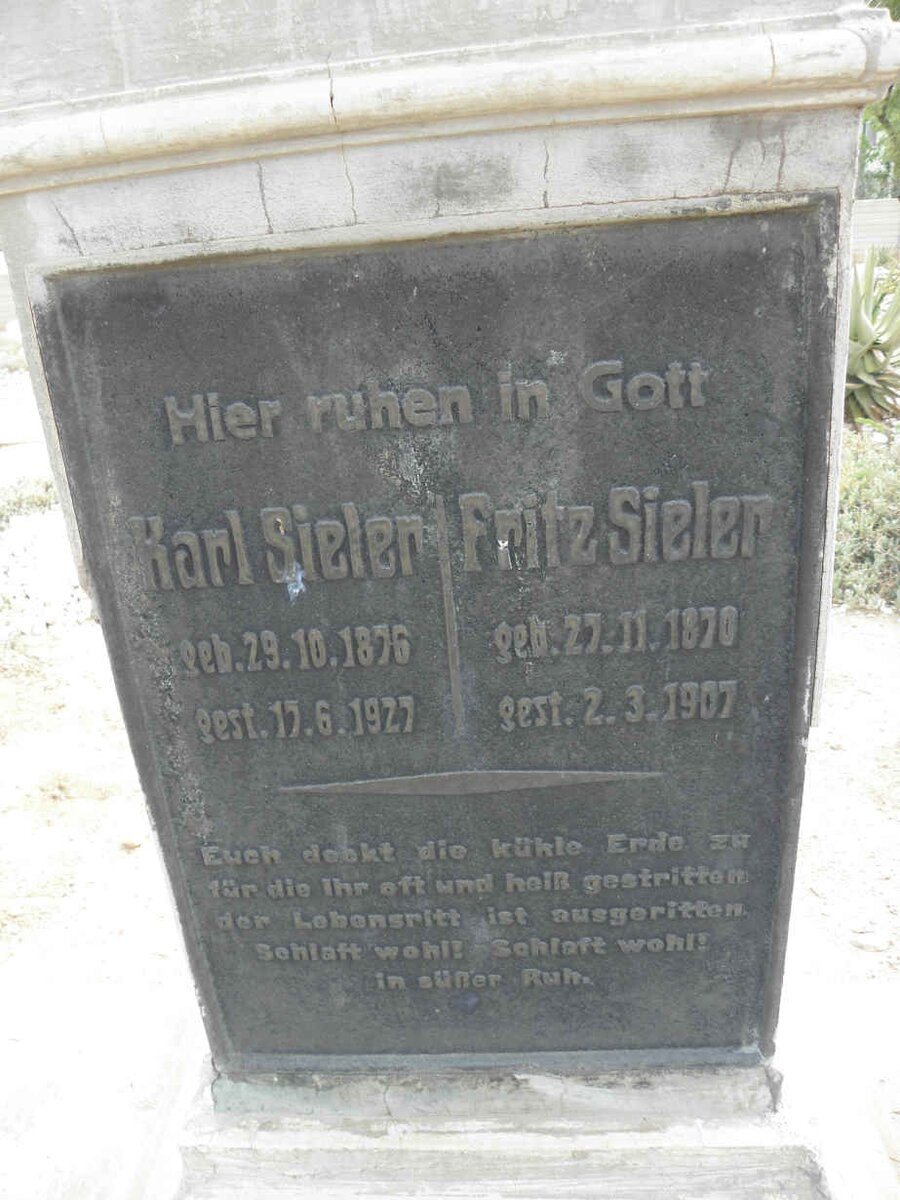 Hier ruhen in Gott
Karl Sieler
geb. 29. 10. 1876
gest. 17. 6. 1927
Fritz Sieler
geb. 27. 11. 1870
gest. 2. 3. 1907
Euch deckt die kühle Erde zu
für die Ihr oft und heiß gestritten
der Lebensritt ist ausgeritten.
Schlaft wohl! Schlaft wohl!
in süßer Ruh.